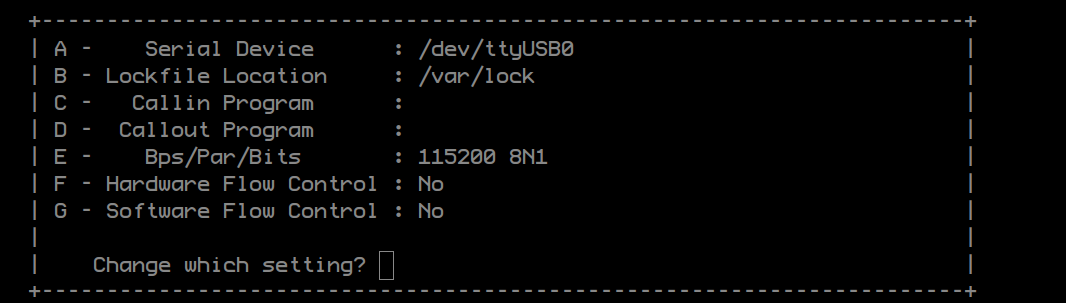 +-----------------------------------------------------------------------+
| A -    Serial Device      : /dev/ttyUSB0                              |
| B - Lockfile Location     : /var/lock                                 |
| C -   Callin Program      :                                           |
| D -  Callout Program      :                                           |
| E -    Bps/Par/Bits       : 115200 8N1                                |
| F - Hardware Flow Control : No                                        |
| G - Software Flow Control : No                                        |
|                                                                       |
|    Change which setting?                                              |
+-----------------------------------------------------------------------+